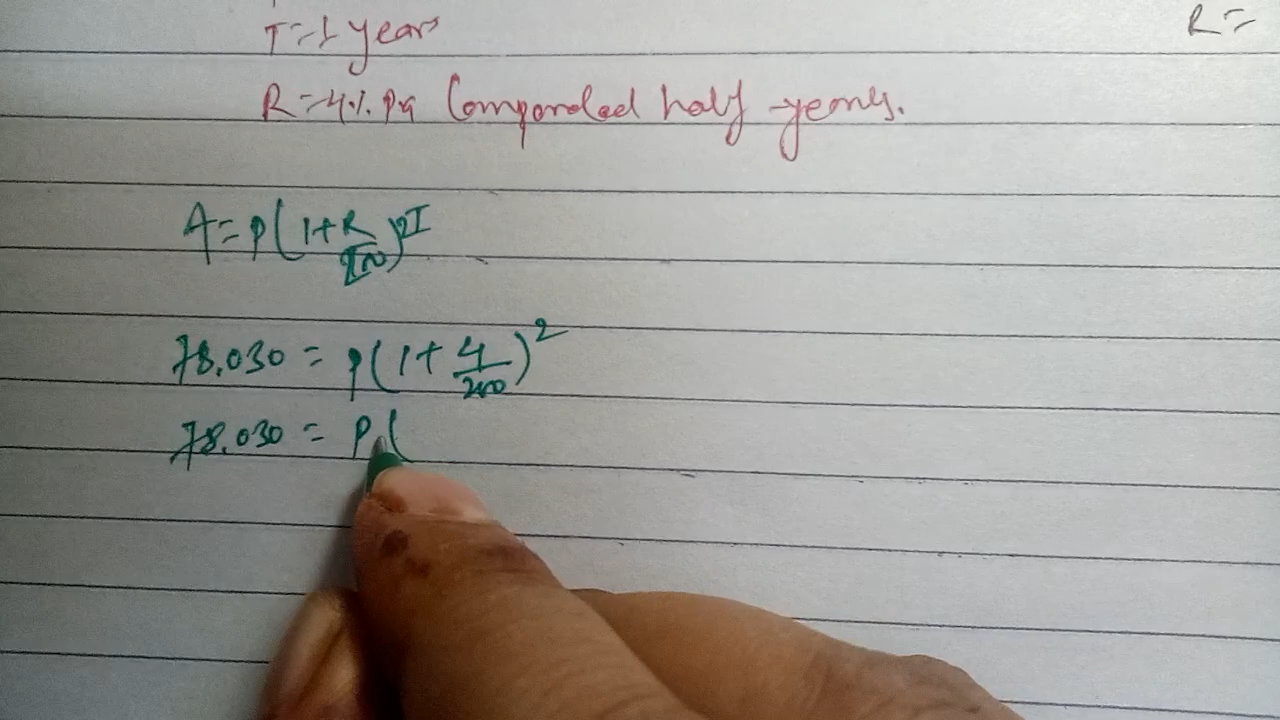 T=1 years
R=
R=4%. Pa Compounded half yearly.
A=P(1+R/200)2T
78,030 = P(1+4/200)2
78,030 = P(